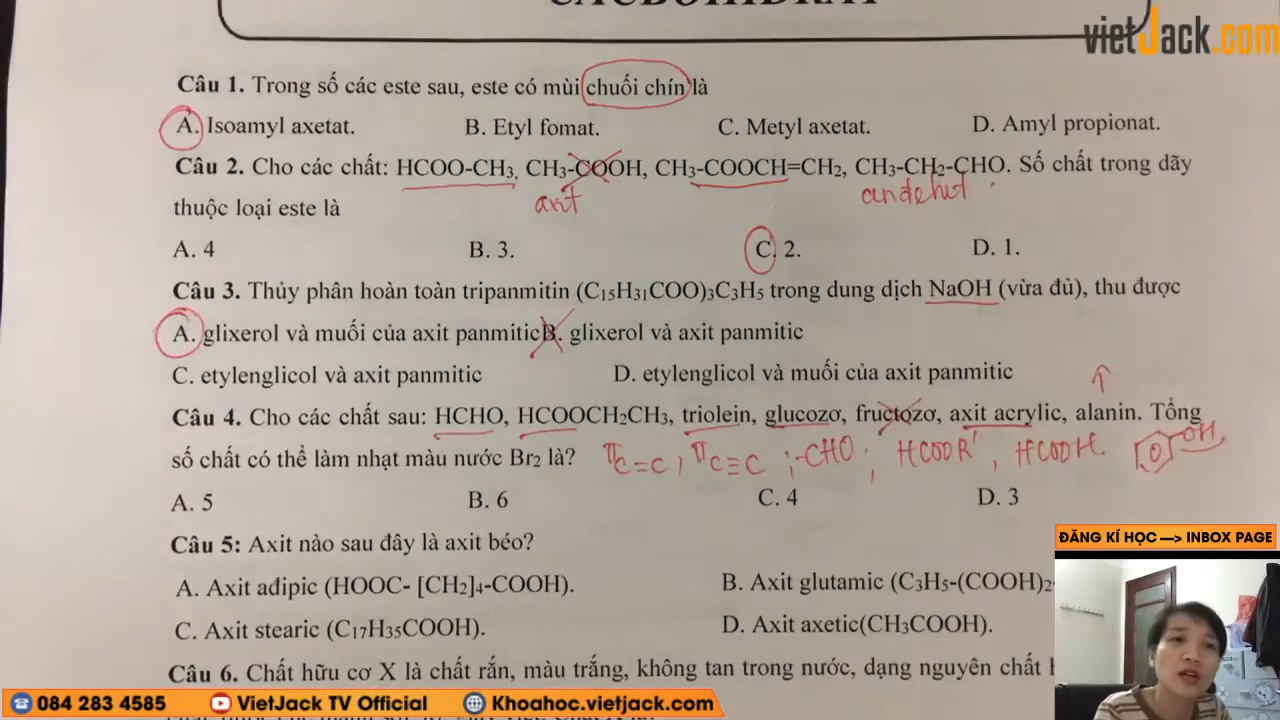 vietJack.com
Câu 1. Trong số các este sau, este có mùi chuối chín là
A. Isoamyl axetat. B. Etyl fomat. C. Metyl axetat. D. Amyl propionat.
Câu 2. Cho các chất: HCOO-CH₃, CH₃-COOH, CH₃-COOCH=CH₂, CH₃-CH₂-CHO. Số chất trong dãy
axit andehit
thuộc loại este là
A. 4 B. 3. C. 2. D. 1.
Câu 3. Thủy phân hoàn toàn tripanmitin (C₁₅H₃₁COO)₃C₃H₅ trong dung dịch NaOH (vừa đủ), thu được
A. glixerol và muối của axit panmitic B. glixerol và axit panmitic
C. etylenglicol và axit panmitic D. etylenglicol và muối của axit panmitic
Câu 4. Cho các chất sau: HCHO, HCOOCH₂CH₃, triolein, glucozơ, fructozơ, axit acrylic, alanin. Tổng
số chất có thể làm nhạt màu nước Br₂ là? π C=C, π C≡C ; -CHO, HCOOR', HCOOH. OH
A. 5 B. 6 C. 4 D. 3
ĐĂNG KÍ HỌC —> INBOX PAGE
Câu 5: Axit nào sau đây là axit béo?
A. Axit adipic (HOOC- [CH₂]₄-COOH). B. Axit glutamic (C₃H₅-(COOH)₂-
C. Axit stearic (C₁₇H₃₅COOH). D. Axit axetic(CH₃COOH).
Câu 6. Chất hữu cơ X là chất rắn, màu trắng, không tan trong nước, dạng nguyên chất
084 283 4585 VietJack TV Official Khoahoc.vietjack.com